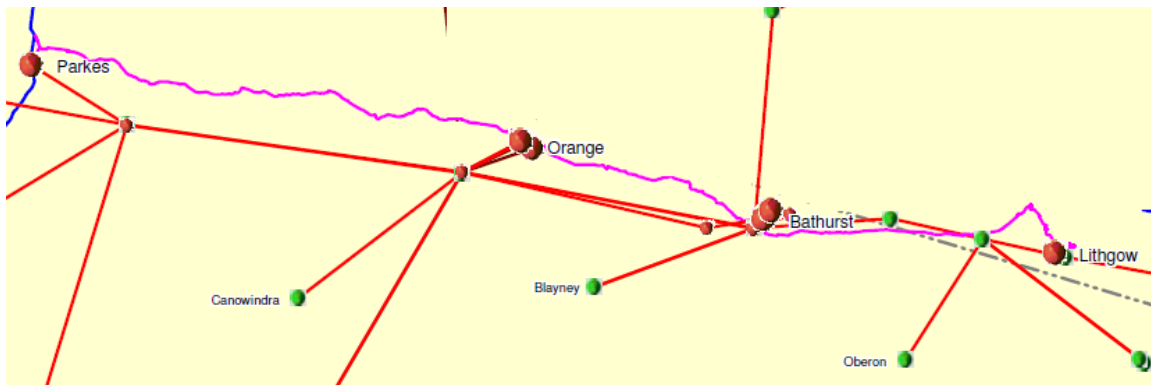 Parkes
Orange
Bathurst
Lithgow
Canowindra
Blayney
Oberon